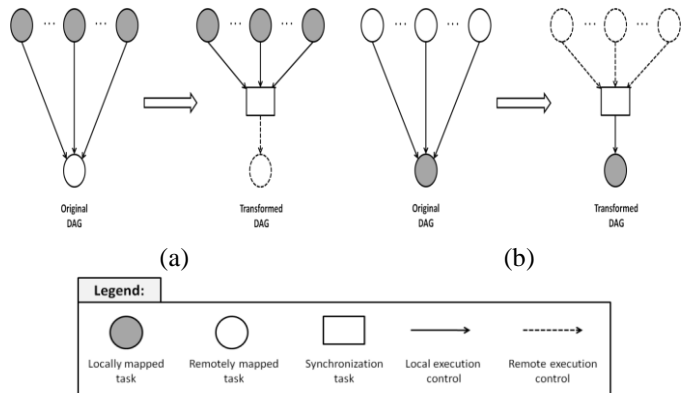 ... ... ... ... ... ... ... ...
Original
DAG
Transformed
DAG
Original
DAG
Transformed
DAG
(a)
(b)
Legend:
Locally mapped
task
Remotely mapped
task
Synchronization
task
Local execution
control
Remote execution
control